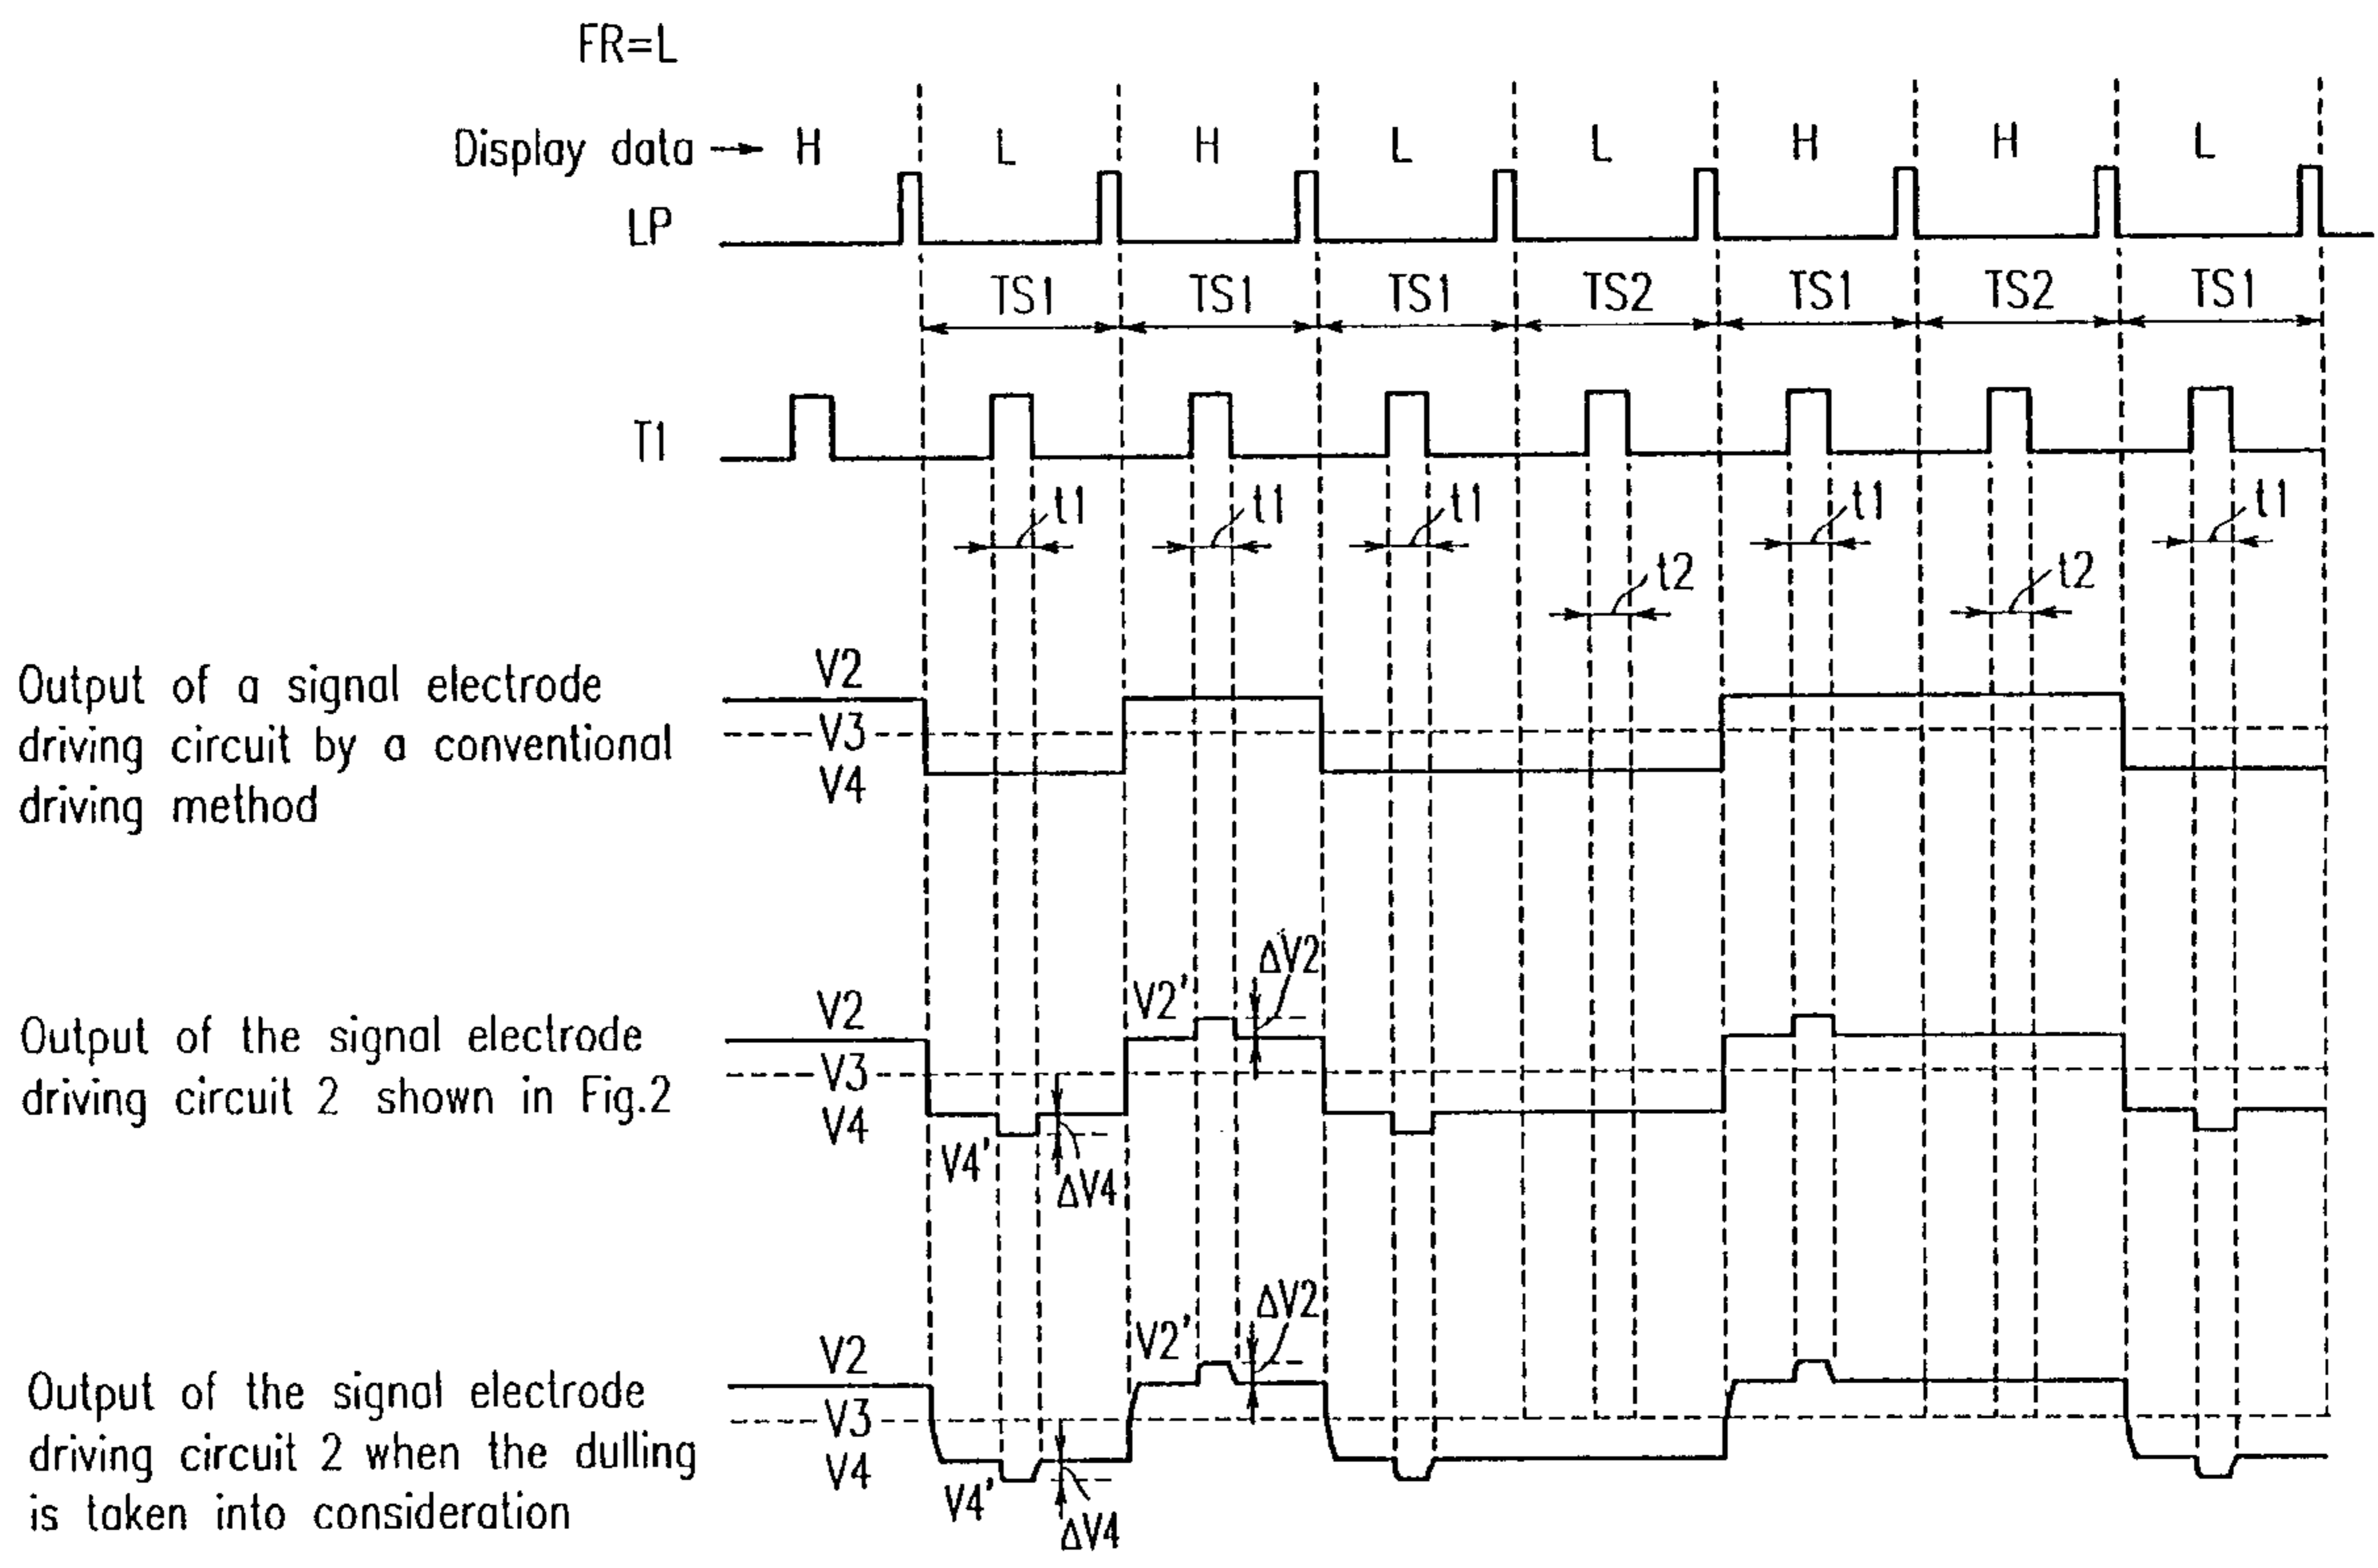 FR=L
Display data → H L H L L H H L
LP
TS1 TS1 TS1 TS2 TS1 TS2 TS1
T1
t1 t1 t1 t1 t1
t2 t2
Output of a signal electrode
driving circuit by a conventional
driving method
V2
V3
V4
ΔV2
V2'
Output of the signal electrode
driving circuit 2 shown in Fig.2
V2
V3
V4
V4'
ΔV4
ΔV2
V2'
Output of the signal electrode
driving circuit 2 when the dulling
is taken into consideration
V2
V3
V4
V4'
ΔV4